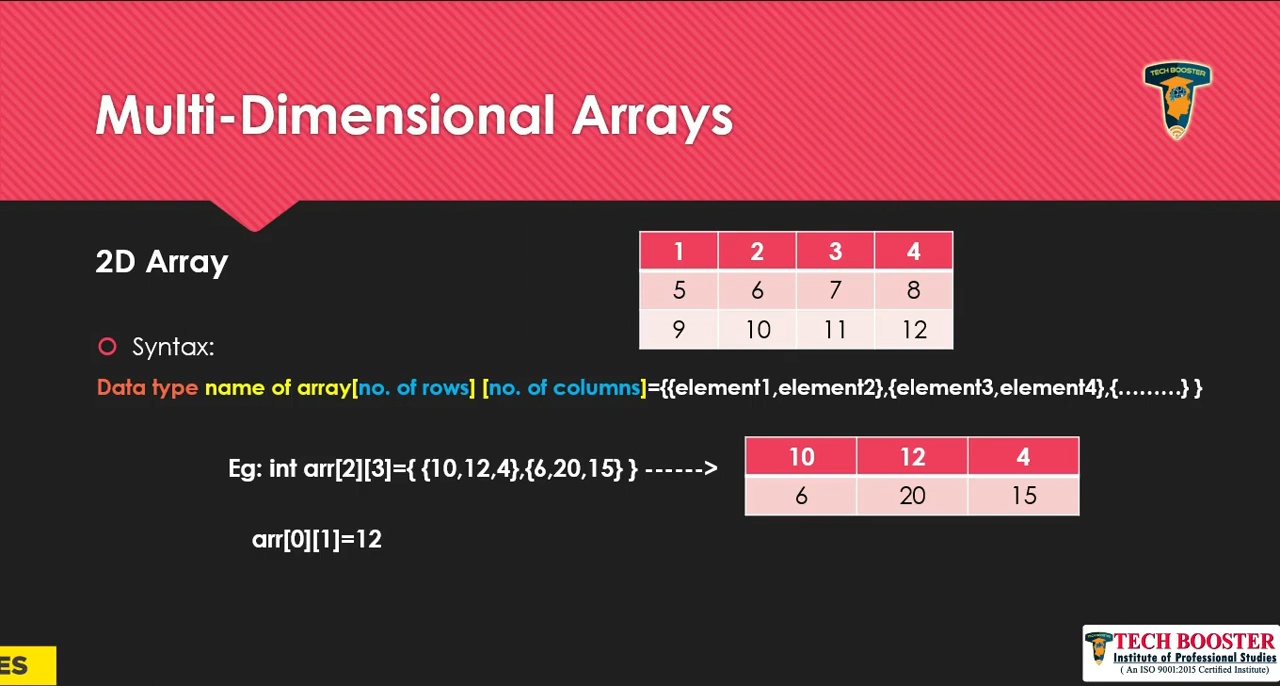 TECH BOOSTER
Multi-Dimensional Arrays
2D Array
1 2 3 4
5 6 7 8
9 10 11 12
Syntax:
Data type name of array[no. of rows] [no. of columns]={{element1,element2},{element3,element4},{.........} }
Eg: int arr[2][3]={ {10,12,4},{6,20,15} } ------>
10 12 4
6 20 15
arr[0][1]=12
ES
TECH BOOSTER
Institute of Professional Studies
( An ISO 9001:2015 Certified Institute)